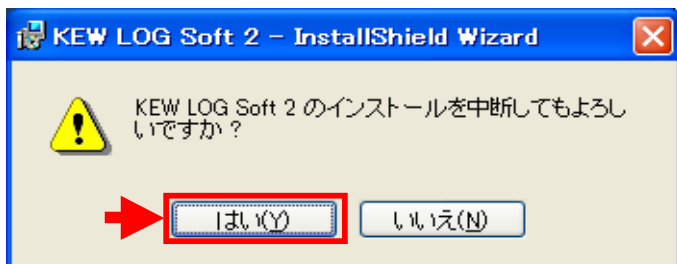 KEW LOG Soft 2 - InstallShield Wizard
KEW LOG Soft 2 のインストールを中断してもよろし
いですか?
はい(Y)
いいえ(N)